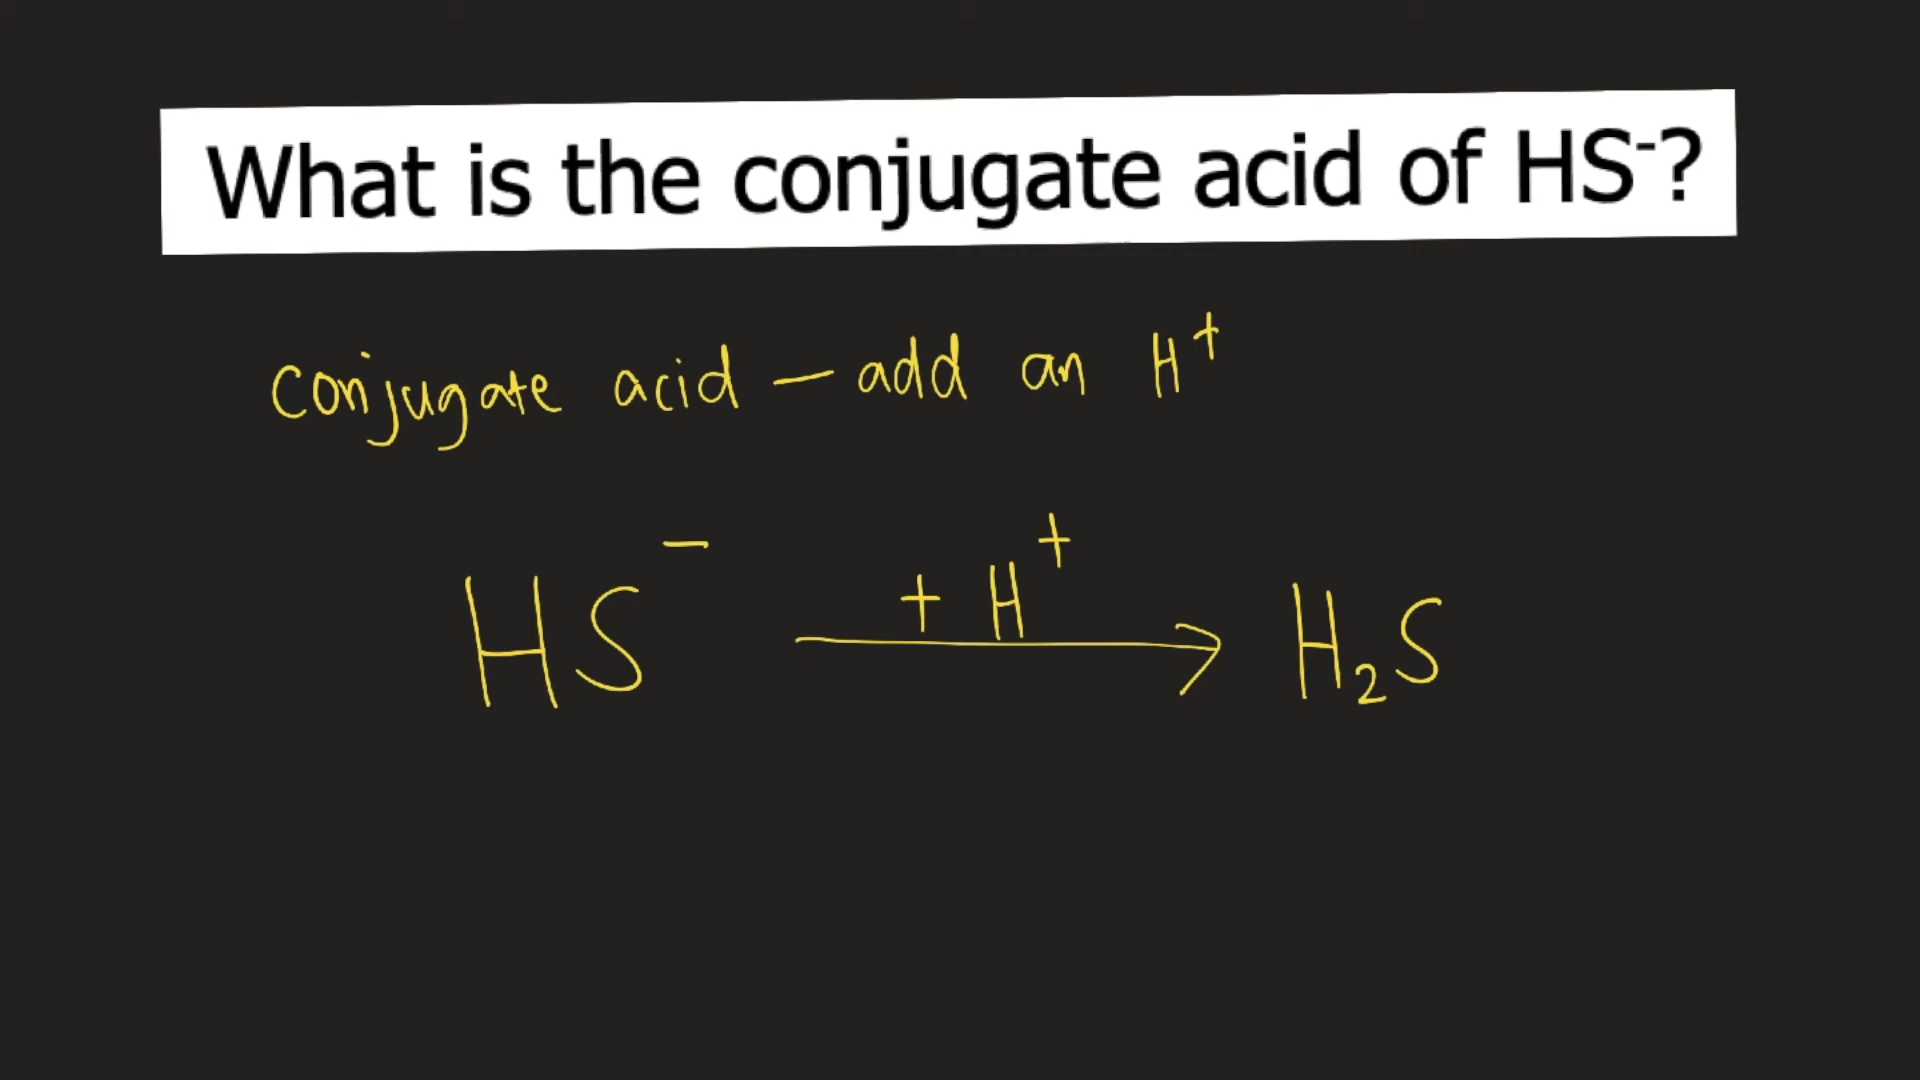 What is the conjugate acid of HS⁻?
Conjugate acid — add an H⁺
HS⁻ + H⁺ → H₂S